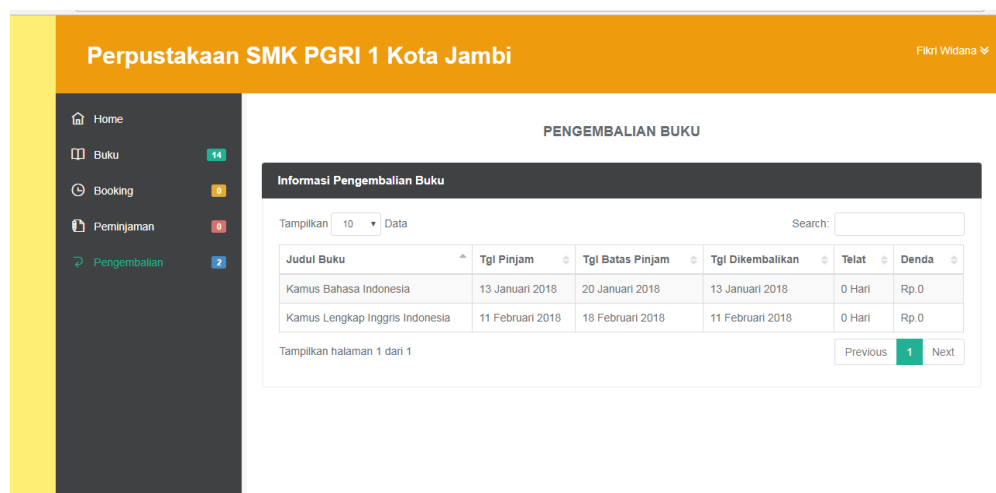 Perpustakaan SMK PGRI 1 Kota Jambi
Fikri Widana
Home
Buku 14
Booking 0
Peminjaman 0
Pengembalian 2
PENGEMBALIAN BUKU
Informasi Pengembalian Buku
Tampilkan 10 Data Search:
Judul Buku Tgl Pinjam Tgl Batas Pinjam Tgl Dikembalikan Telat Denda
Kamus Bahasa Indonesia 13 Januari 2018 20 Januari 2018 13 Januari 2018 0 Hari Rp.0
Kamus Lengkap Inggris Indonesia 11 Februari 2018 18 Februari 2018 11 Februari 2018 0 Hari Rp.0
Tampilkan halaman 1 dari 1 Previous 1 Next